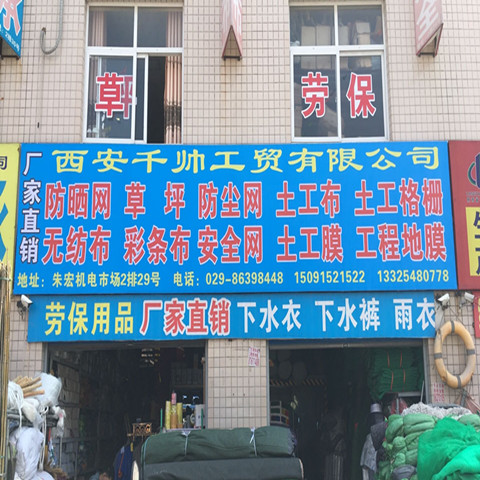 草坪
劳保
厂家直销
西安千帅工贸有限公司
防晒网 草坪 防尘网 土工布 土工格栅
无纺布 彩条布 安全网 土工膜 工程地膜
地址：朱宏机电市场2排29号 电话：029-86398448 15091521522 13325480778
劳保用品 厂家直销 下水衣 下水裤 雨衣
司